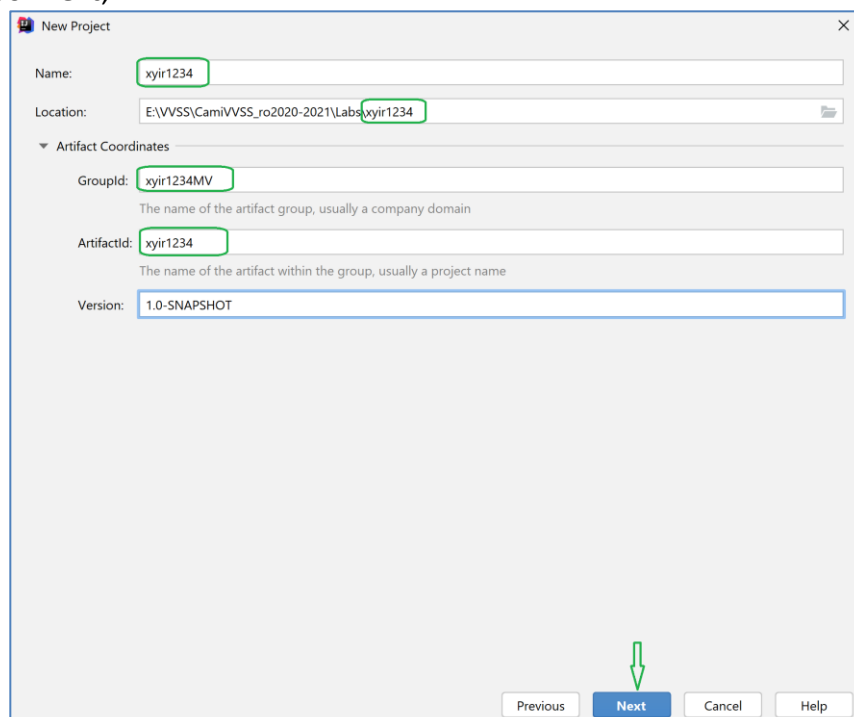 New Project
Name: xyir1234
Location: E:\VVSS\CamiVVSS_ro2020-2021\Labs\xyir1234
Artifact Coordinates
GroupId: xyir1234MV
The name of the artifact group, usually a company domain
ArtifactId: xyir1234
The name of the artifact within the group, usually a project name
Version: 1.0-SNAPSHOT
Previous Next Cancel Help